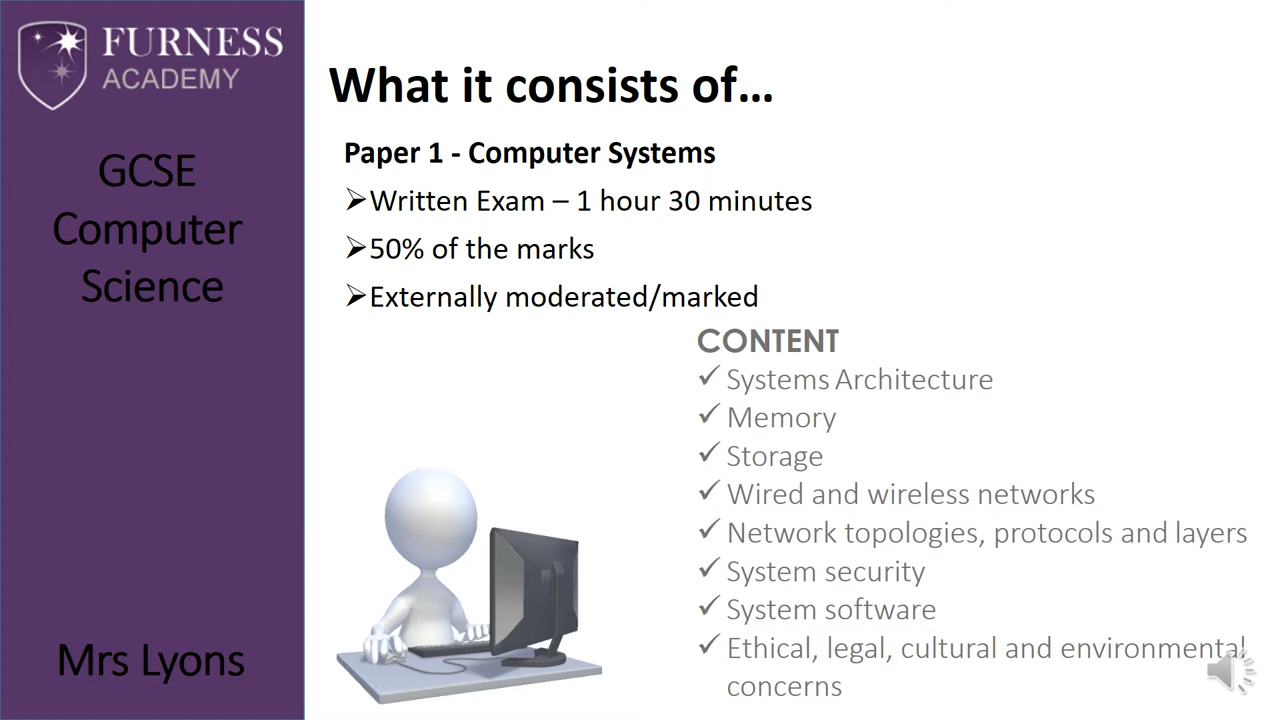 FURNESS
ACADEMY
GCSE
Computer
Science
Mrs Lyons
What it consists of…
Paper 1 - Computer Systems
➢Written Exam – 1 hour 30 minutes
➢50% of the marks
➢Externally moderated/marked
CONTENT
✓ Systems Architecture
✓ Memory
✓ Storage
✓ Wired and wireless networks
✓ Network topologies, protocols and layers
✓ System security
✓ System software
✓ Ethical, legal, cultural and environmental
concerns